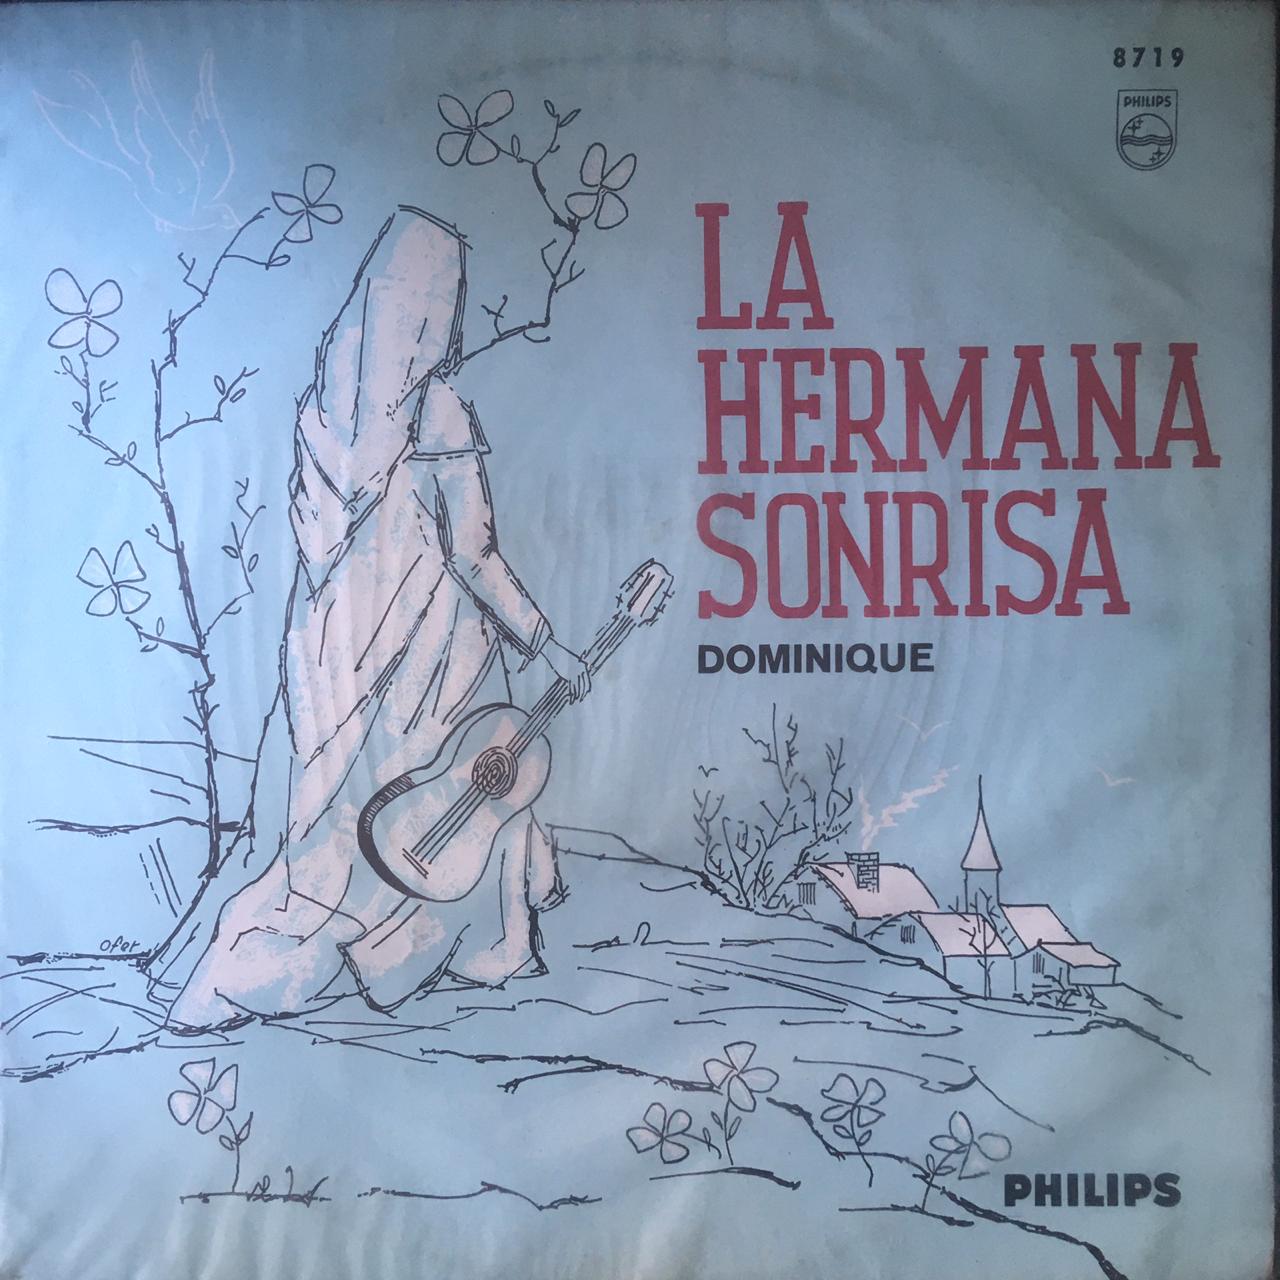 8719
PHILIPS
LA
HERMANA
SONRISA
DOMINIQUE
ofer
PHILIPS